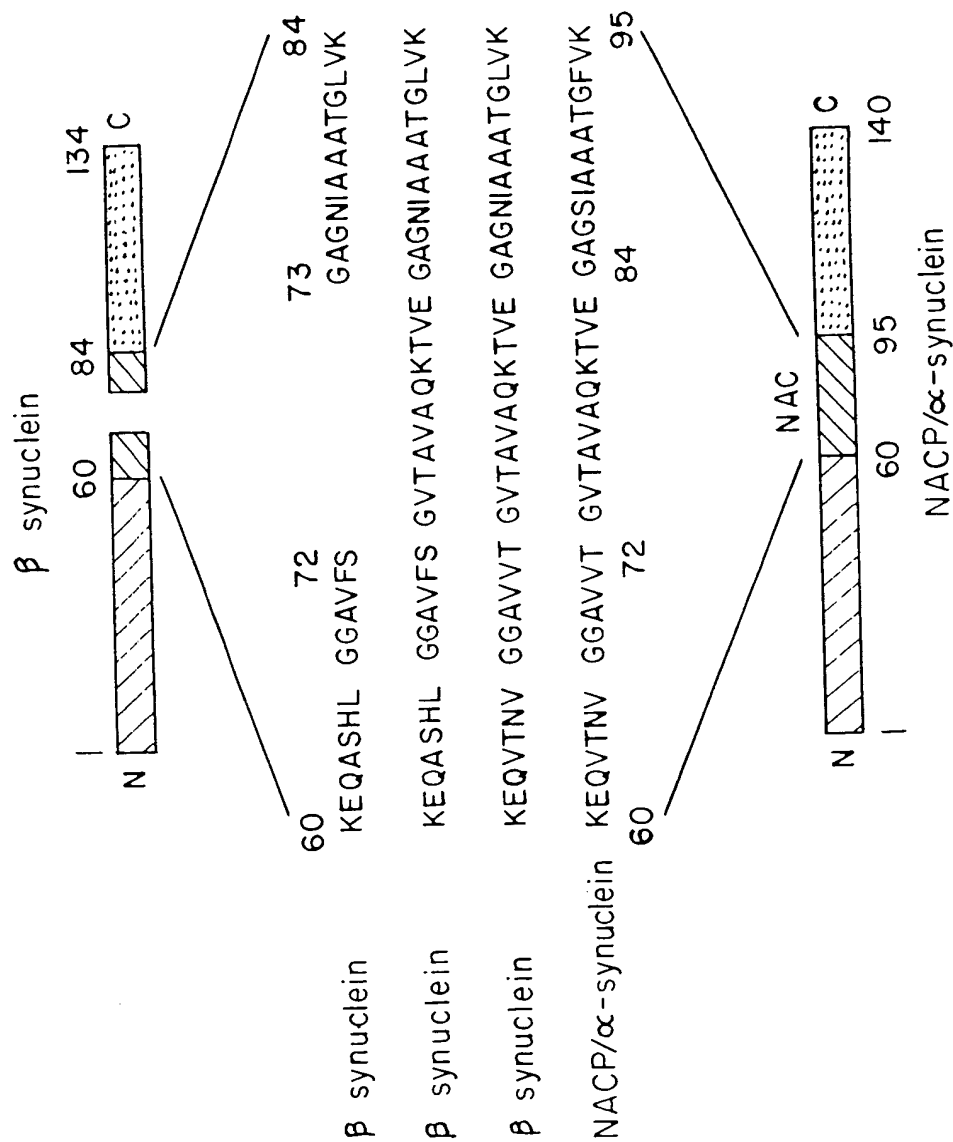 β synuclein
1 60 84 134
N C
60 72 73 84
β synuclein KEQASHL GGAVFS GAGNIAAATGLVK
β synuclein KEQASHL GGAVFS GVTAVAQKTVE GAGNIAAATGLVK
β synuclein KEQVTNV GGAVVT GVTAVAQKTVE GAGNIAAATGLVK
NACP/α-synuclein KEQVTNV GGAVVT GVTAVAQKTVE GAGSIAAATGFVK
60 72 84 95
NAC
N C
1 60 95 140
NACP/α-synuclein